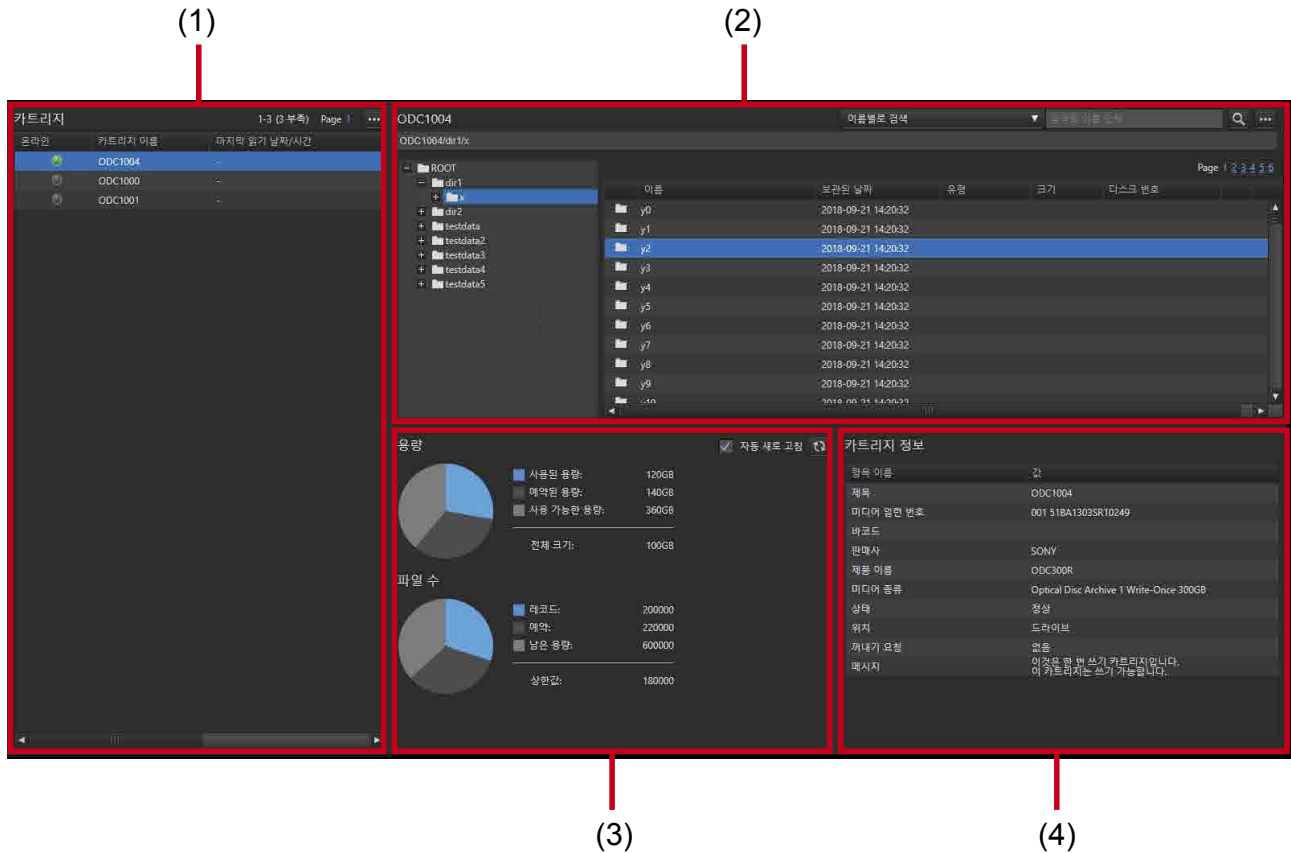 (1)
(2)
카트리지 1-3 (3 부족) Page 1
온라인 카트리지 이름 마지막 읽기 날짜/시간
ODC1004 -
ODC1000 -
ODC1001 -
ODC1004 이름별로 검색
ODC1004/dir1/x
ROOT
dir1
x
dir2
testdata
testdata2
testdata3
testdata4
testdata5
Page 1 2 3 4 5 6
이름 보관된 날짜 유형 크기 디스크 번호
y0 2018-09-21 14:20:32
y1 2018-09-21 14:20:32
y2 2018-09-21 14:20:32
y3 2018-09-21 14:20:32
y4 2018-09-21 14:20:32
y5 2018-09-21 14:20:32
y6 2018-09-21 14:20:32
y7 2018-09-21 14:20:32
y8 2018-09-21 14:20:32
y9 2018-09-21 14:20:32
y10 2018-09-21 14:20:32
용량 자동 새로 고침
사용된 용량: 120GB
예약된 용량: 140GB
사용 가능한 용량: 360GB
전체 크기: 100GB
파일 수
레코드: 200000
예약: 220000
남은 용량: 600000
상한값: 180000
카트리지 정보
항목 이름 값
제목 ODC1004
미디어 일련 번호 001 51BA1303SR10249
바코드
판매사 SONY
제품 이름 ODC300R
미디어 종류 Optical Disc Archive 1 Write-Once 300GB
상태 정상
위치 드라이브
꺼내기 요청 없음
메시지 이것은 한 번 쓰기 카트리지입니다.
이 카트리지는 쓰기 가능합니다.
(3)
(4)